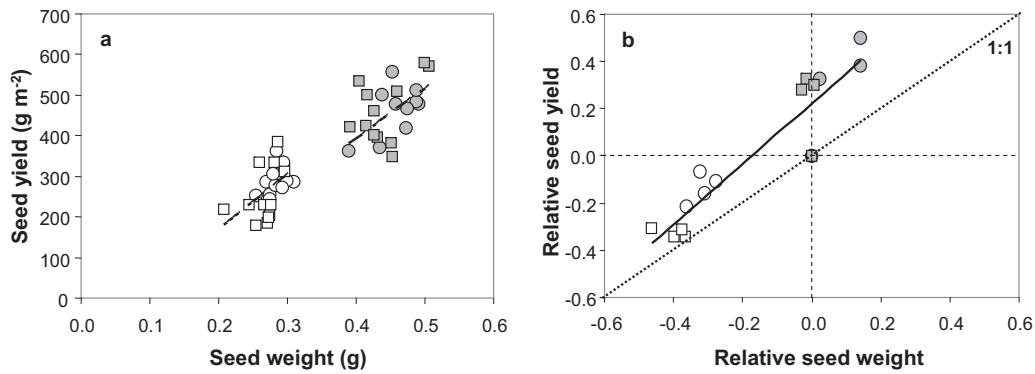 a
700
600
500
400
300
200
100
0
Seed yield (g m-2)
0.0 0.1 0.2 0.3 0.4 0.5 0.6
Seed weight (g)
b
1:1
0.6
0.4
0.2
0.0
-0.2
-0.4
-0.6
Relative seed yield
-0.6 -0.4 -0.2 0.0 0.2 0.4 0.6
Relative seed weight